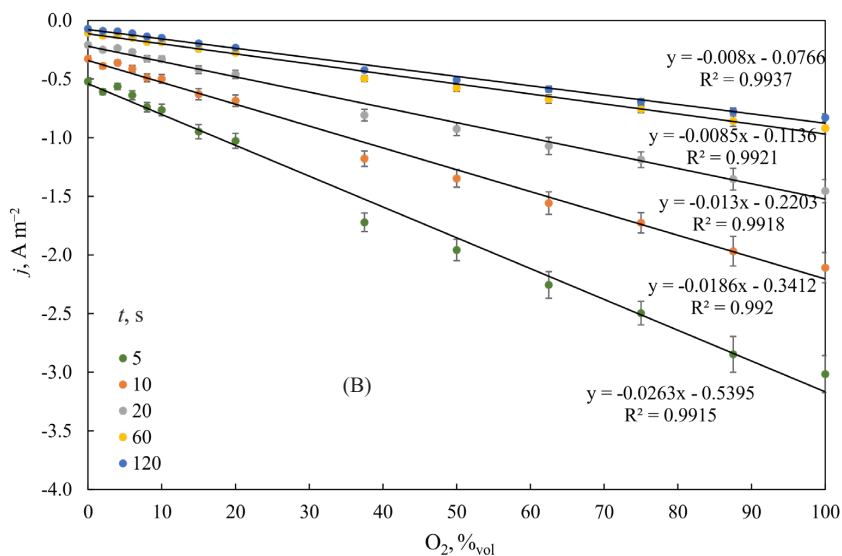 0.0
-0.5
-1.0
-1.5
-2.0
-2.5
-3.0
-3.5
-4.0
j, A m⁻²
y = -0.008x - 0.0766
R² = 0.9937
y = -0.0085x - 0.1136
R² = 0.9921
y = -0.013x - 0.2203
R² = 0.9918
y = -0.0186x - 0.3412
R² = 0.992
y = -0.0263x - 0.5395
R² = 0.9915
t, s
5
10
20
60
120
(B)
0 10 20 30 40 50 60 70 80 90 100
O₂, %vol